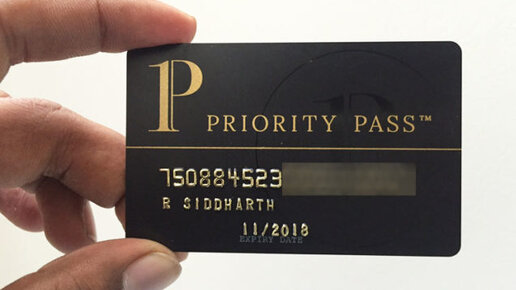 PRIORITY PASS™
750884523
R SIDDHARTH
11/2018
EXPIRY DATE